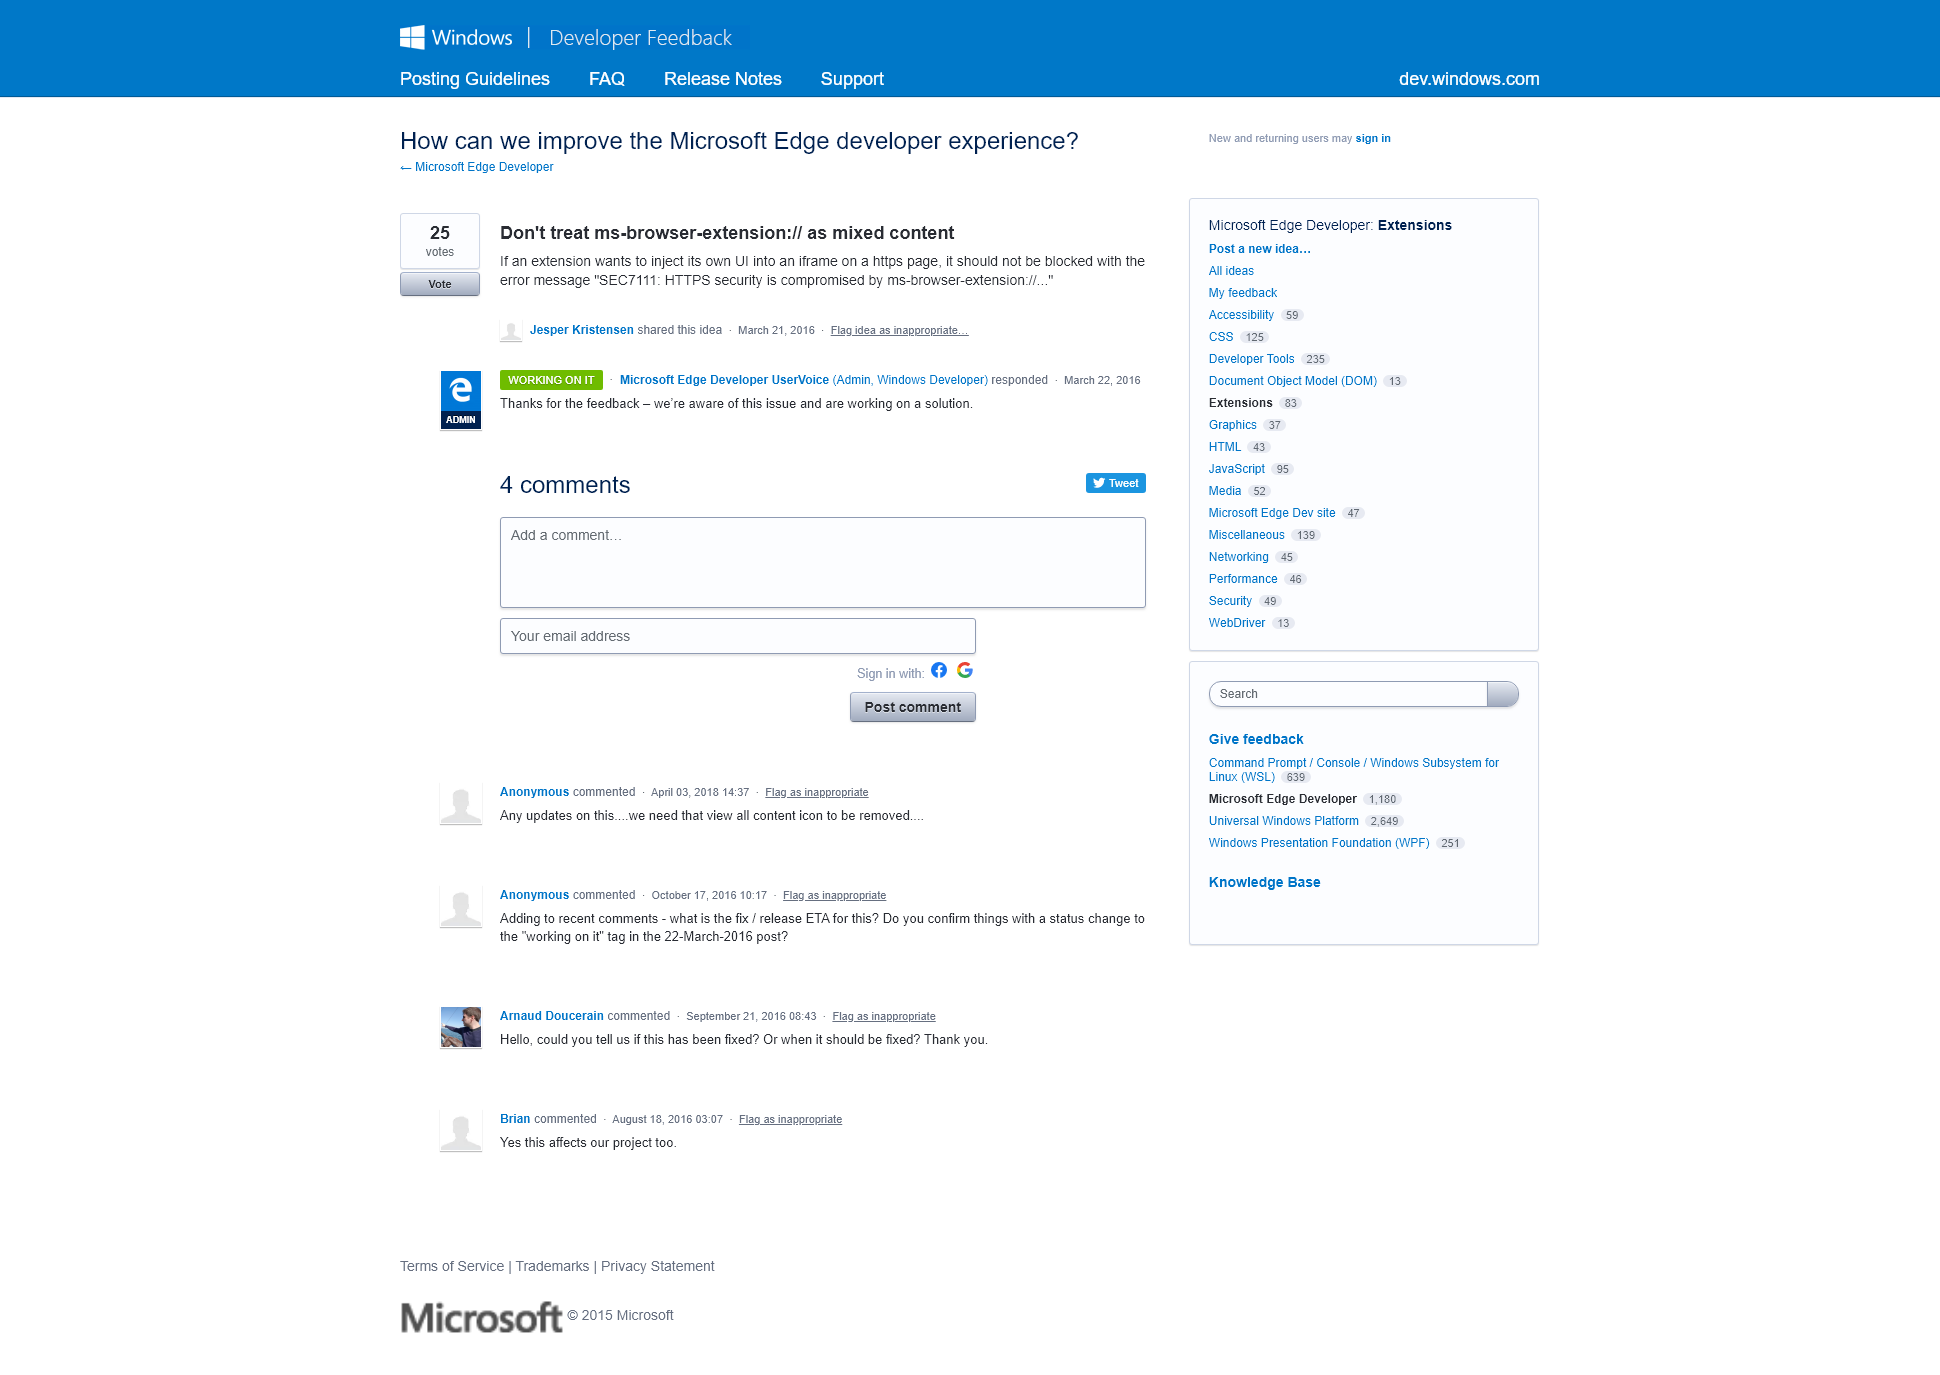 Windows | Developer Feedback
Posting Guidelines FAQ Release Notes Support dev.windows.com
How can we improve the Microsoft Edge developer experience?
← Microsoft Edge Developer
New and returning users may sign in
25
votes
Vote
Don't treat ms-browser-extension:// as mixed content
If an extension wants to inject its own UI into an iframe on a https page, it should not be blocked with the
error message "SEC7111: HTTPS security is compromised by ms-browser-extension://..."
Jesper Kristensen shared this idea · March 21, 2016 · Flag idea as inappropriate…
ADMIN
WORKING ON IT · Microsoft Edge Developer UserVoice (Admin, Windows Developer) responded · March 22, 2016
Thanks for the feedback – we're aware of this issue and are working on a solution.
4 comments
Tweet
Add a comment…
Your email address
Sign in with:
Post comment
Anonymous commented · April 03, 2018 14:37 · Flag as inappropriate
Any updates on this....we need that view all content icon to be removed....
Anonymous commented · October 17, 2016 10:17 · Flag as inappropriate
Adding to recent comments - what is the fix / release ETA for this? Do you confirm things with a status change to
the "working on it" tag in the 22-March-2016 post?
Arnaud Doucerain commented · September 21, 2016 08:43 · Flag as inappropriate
Hello, could you tell us if this has been fixed? Or when it should be fixed? Thank you.
Brian commented · August 18, 2016 03:07 · Flag as inappropriate
Yes this affects our project too.
Microsoft Edge Developer: Extensions
Post a new idea…
All ideas
My feedback
Accessibility 59
CSS 125
Developer Tools 235
Document Object Model (DOM) 13
Extensions 83
Graphics 37
HTML 43
JavaScript 95
Media 52
Microsoft Edge Dev site 47
Miscellaneous 139
Networking 45
Performance 46
Security 49
WebDriver 13
Search
Give feedback
Command Prompt / Console / Windows Subsystem for
Linux (WSL) 639
Microsoft Edge Developer 1,180
Universal Windows Platform 2,649
Windows Presentation Foundation (WPF) 251
Knowledge Base
Terms of Service | Trademarks | Privacy Statement
Microsoft © 2015 Microsoft